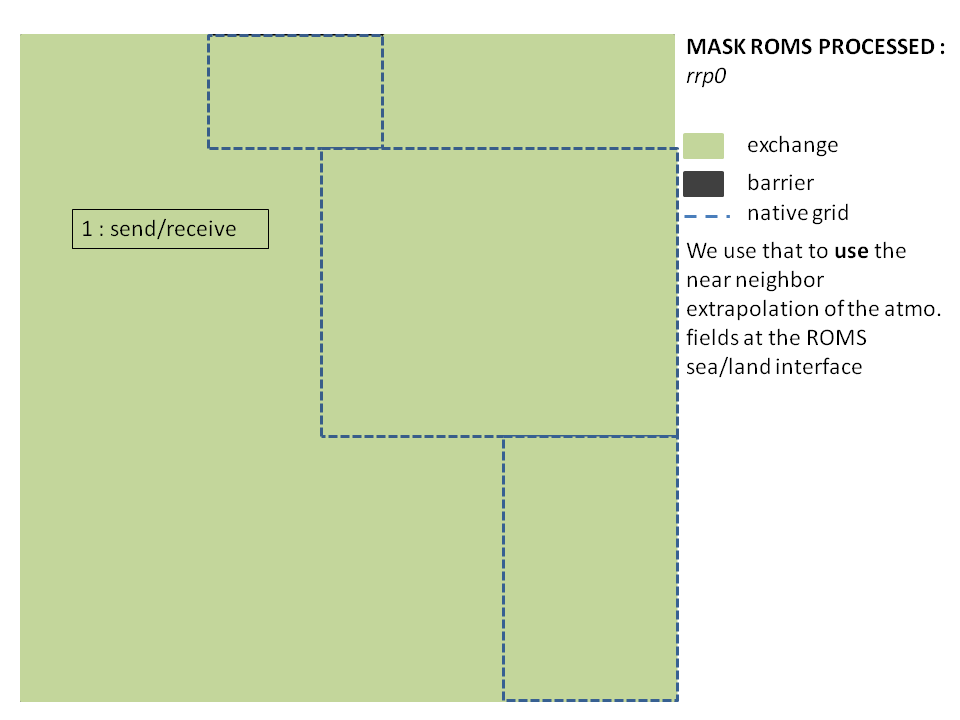 MASK ROMS PROCESSED :
rrp0
exchange
barrier
native grid
1 : send/receive
We use that to use the
near neighbor
extrapolation of the atmo.
fields at the ROMS
sea/land interface